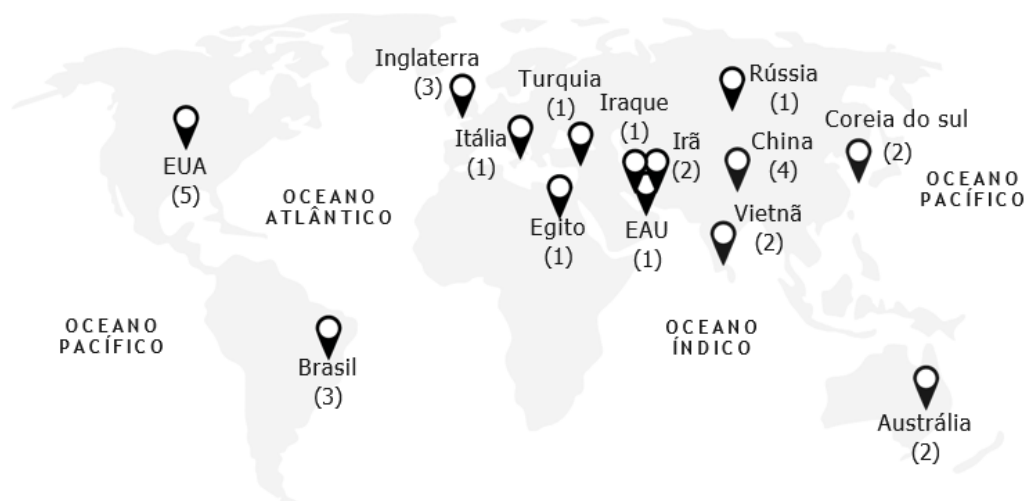 Inglaterra
(3)
Turquia
(1)
Iraque
(1)
Rússia
(1)
Coreia do sul
(2)
EUA
(5)
Itália
(1)
Irã
(2)
China
(4)
OCEANO
ATLÂNTICO
OCEANO
PACÍFICO
Egito
(1)
EAU
(1)
Vietnã
(2)
OCEANO
PACÍFICO
OCEANO
ÍNDICO
Brasil
(3)
Austrália
(2)